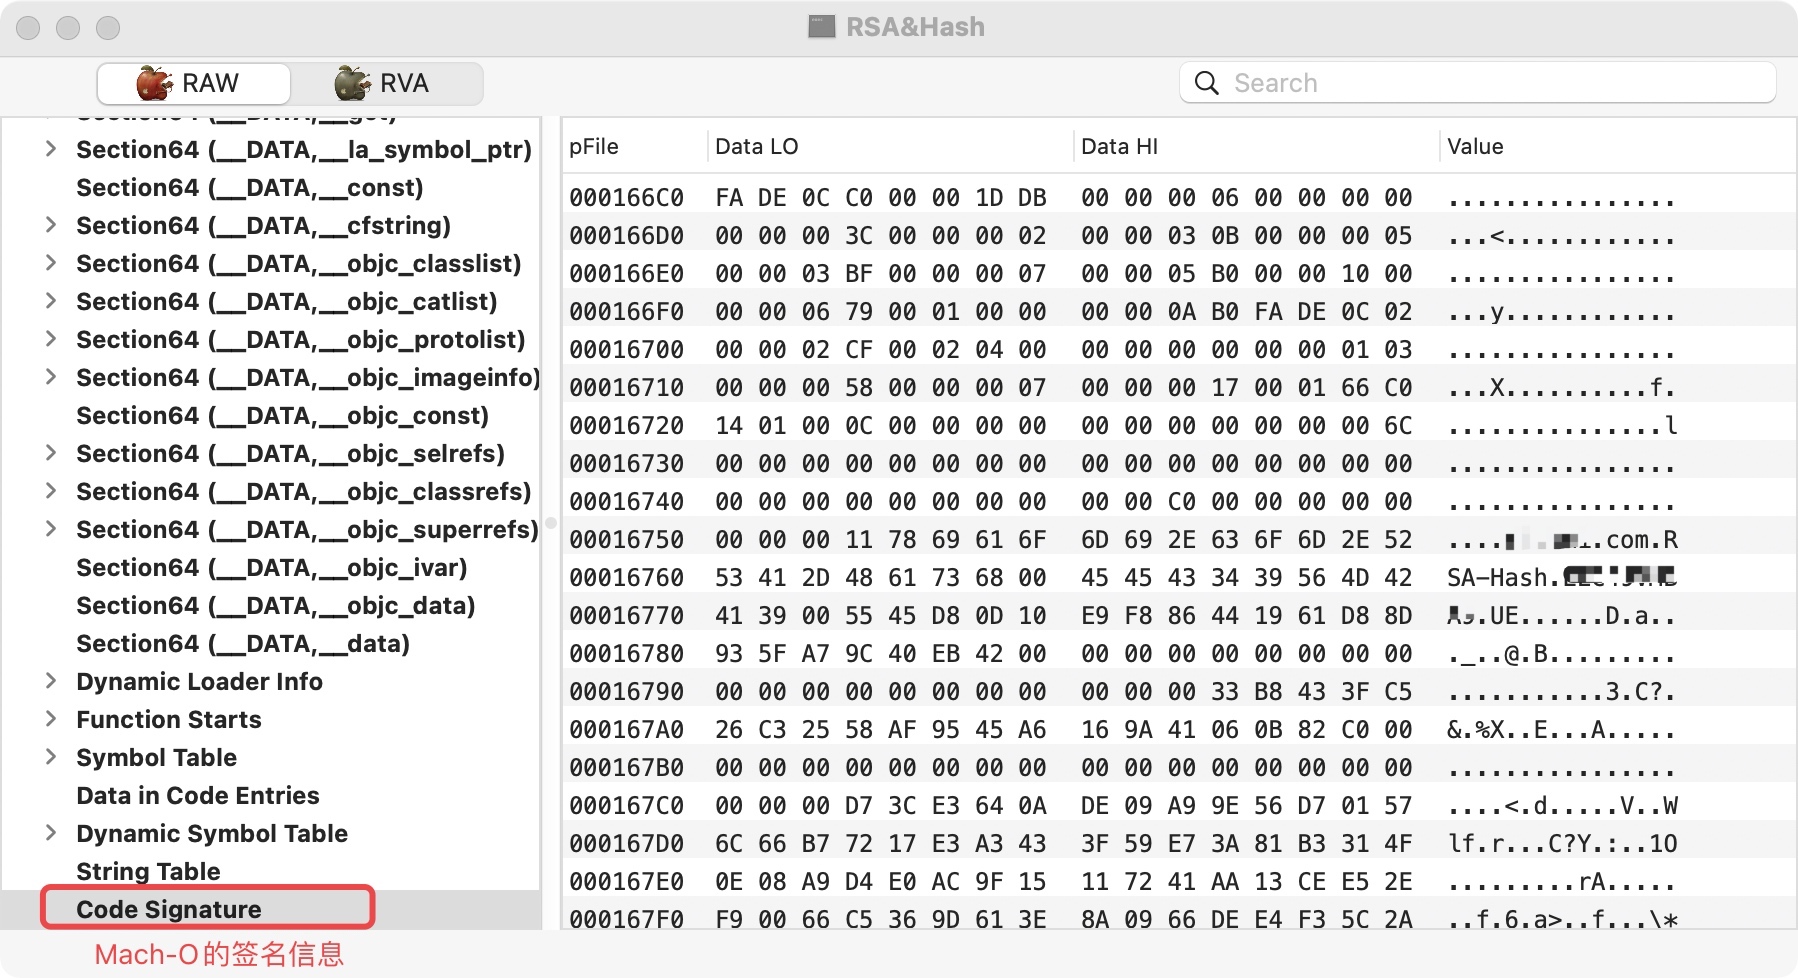 RSA&Hash
RAW
RVA
Search
Section64 (__DATA,__got)
Section64 (__DATA,__la_symbol_ptr)
Section64 (__DATA,__const)
Section64 (__DATA,__cfstring)
Section64 (__DATA,__objc_classlist)
Section64 (__DATA,__objc_catlist)
Section64 (__DATA,__objc_protolist)
Section64 (__DATA,__objc_imageinfo)
Section64 (__DATA,__objc_const)
Section64 (__DATA,__objc_selrefs)
Section64 (__DATA,__objc_classrefs)
Section64 (__DATA,__objc_superrefs)
Section64 (__DATA,__objc_ivar)
Section64 (__DATA,__objc_data)
Section64 (__DATA,__data)
Dynamic Loader Info
Function Starts
Symbol Table
Data in Code Entries
Dynamic Symbol Table
String Table
Code Signature
Mach-O的签名信息
pFile Data LO Data HI Value
000166C0 FA DE 0C C0 00 00 1D DB 00 00 00 06 00 00 00 00 ................
000166D0 00 00 00 3C 00 00 00 02 00 00 03 0B 00 00 00 05 ...<............
000166E0 00 00 03 BF 00 00 00 07 00 00 05 B0 00 00 10 00 ................
000166F0 00 00 06 79 00 01 00 00 00 00 0A B0 FA DE 0C 02 ...y............
00016700 00 00 02 CF 00 02 04 00 00 00 00 00 00 00 01 03 ................
00016710 00 00 00 58 00 00 00 07 00 00 00 17 00 01 66 C0 ...X..........f.
00016720 14 01 00 0C 00 00 00 00 00 00 00 00 00 00 00 6C ...............l
00016730 00 00 00 00 00 00 00 00 00 00 00 00 00 00 00 00 ................
00016740 00 00 00 00 00 00 00 00 00 00 C0 00 00 00 00 00 ................
00016750 00 00 00 11 78 69 61 6F 6D 69 2E 63 6F 6D 2E 52 .... .com.R
00016760 53 41 2D 48 61 73 68 00 45 45 43 34 39 56 4D 42 SA-Hash.
00016770 41 39 00 55 45 D8 0D 10 E9 F8 86 44 19 61 D8 8D .UE......D.a..
00016780 93 5F A7 9C 40 EB 42 00 00 00 00 00 00 00 00 00 ._..@.B.........
00016790 00 00 00 00 00 00 00 00 00 00 00 33 B8 43 3F C5 ...........3.C?.
000167A0 26 C3 25 58 AF 95 45 A6 16 9A 41 06 0B 82 C0 00 &.%X..E...A.....
000167B0 00 00 00 00 00 00 00 00 00 00 00 00 00 00 00 00 ................
000167C0 00 00 00 D7 3C E3 64 0A DE 09 A9 9E 56 D7 01 57 ....<.d.....V..W
000167D0 6C 66 B7 72 17 E3 A3 43 3F 59 E7 3A 81 B3 31 4F lf.r...C?Y.:..1O
000167E0 0E 08 A9 D4 E0 AC 9F 15 11 72 41 AA 13 CE E5 2E .........rA.....
000167F0 F9 00 66 C5 36 9D 61 3E 8A 09 66 DE E4 F3 5C 2A ..f.6.a>..f...\*